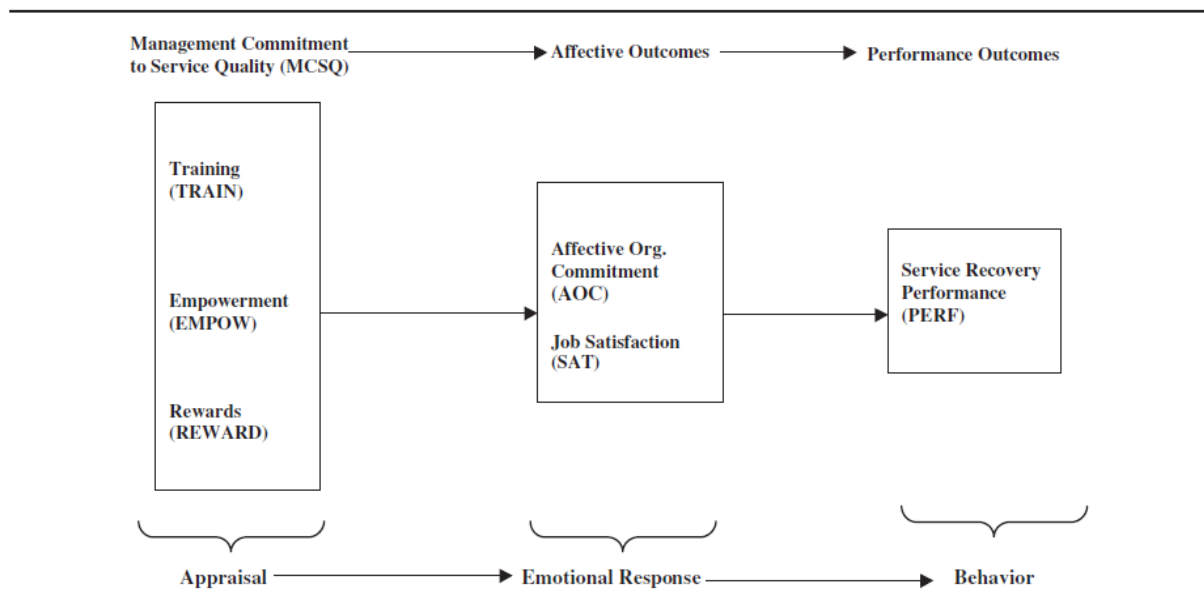 Management Commitment
to Service Quality (MCSQ)
Affective Outcomes
Performance Outcomes
Training
(TRAIN)
Empowerment
(EMPOW)
Rewards
(REWARD)
Affective Org.
Commitment
(AOC)
Job Satisfaction
(SAT)
Service Recovery
Performance
(PERF)
Appraisal
Emotional Response
Behavior